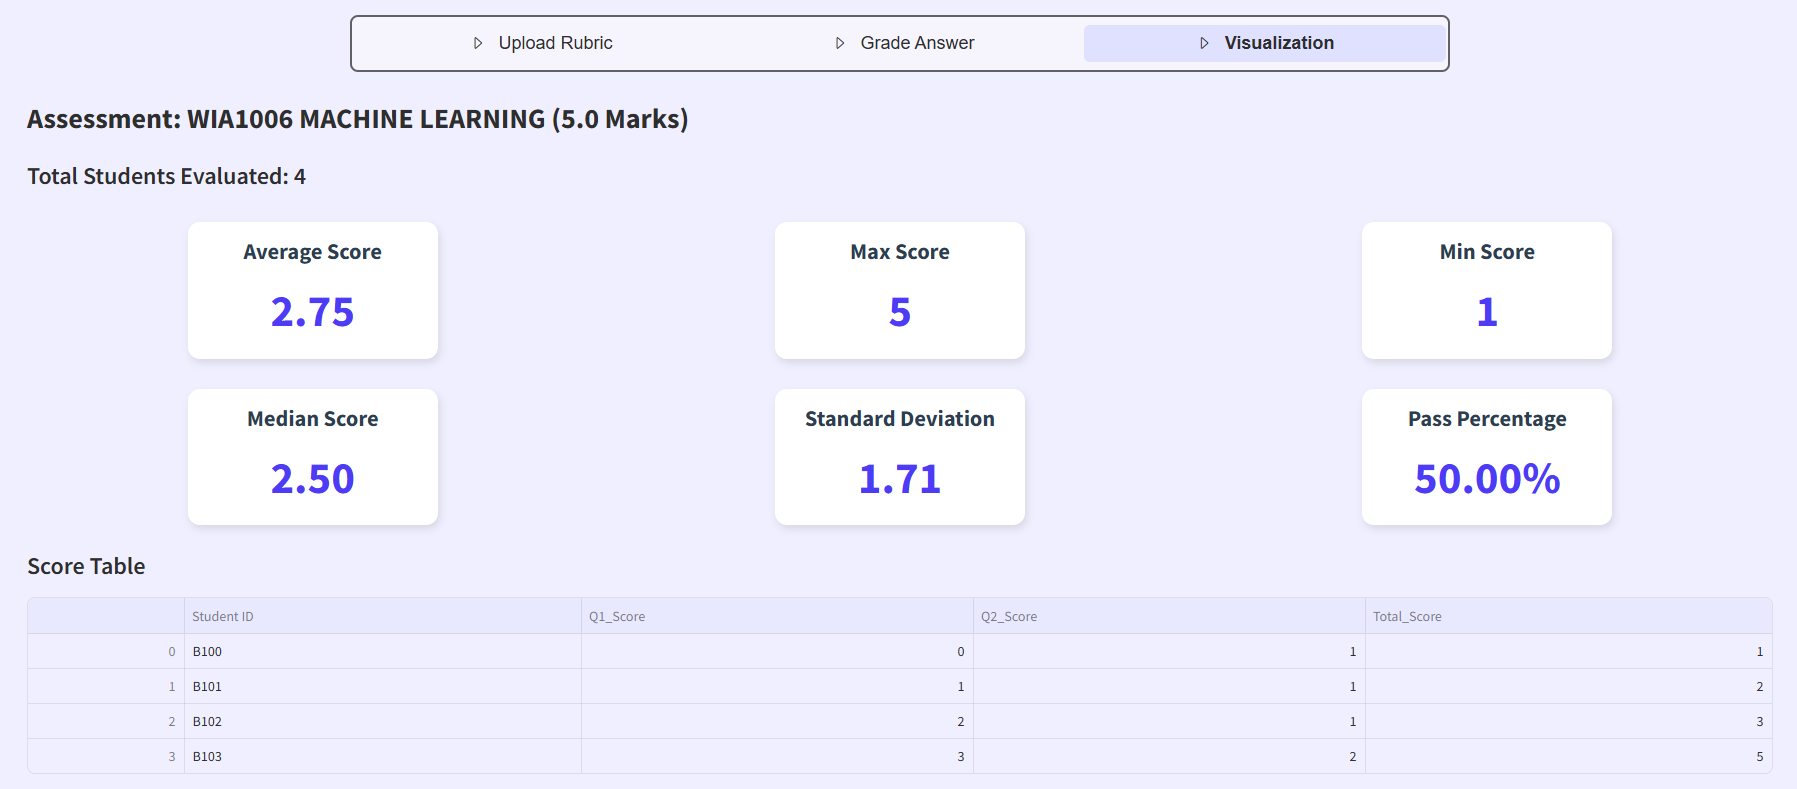 Upload Rubric Grade Answer Visualization
Assessment: WIA1006 MACHINE LEARNING (5.0 Marks)
Total Students Evaluated: 4
Average Score Max Score Min Score
2.75 5 1
Median Score Standard Deviation Pass Percentage
2.50 1.71 50.00%
Score Table
Student ID Q1_Score Q2_Score Total_Score
0 B100 0 1 1
1 B101 1 1 2
2 B102 2 1 3
3 B103 3 2 5